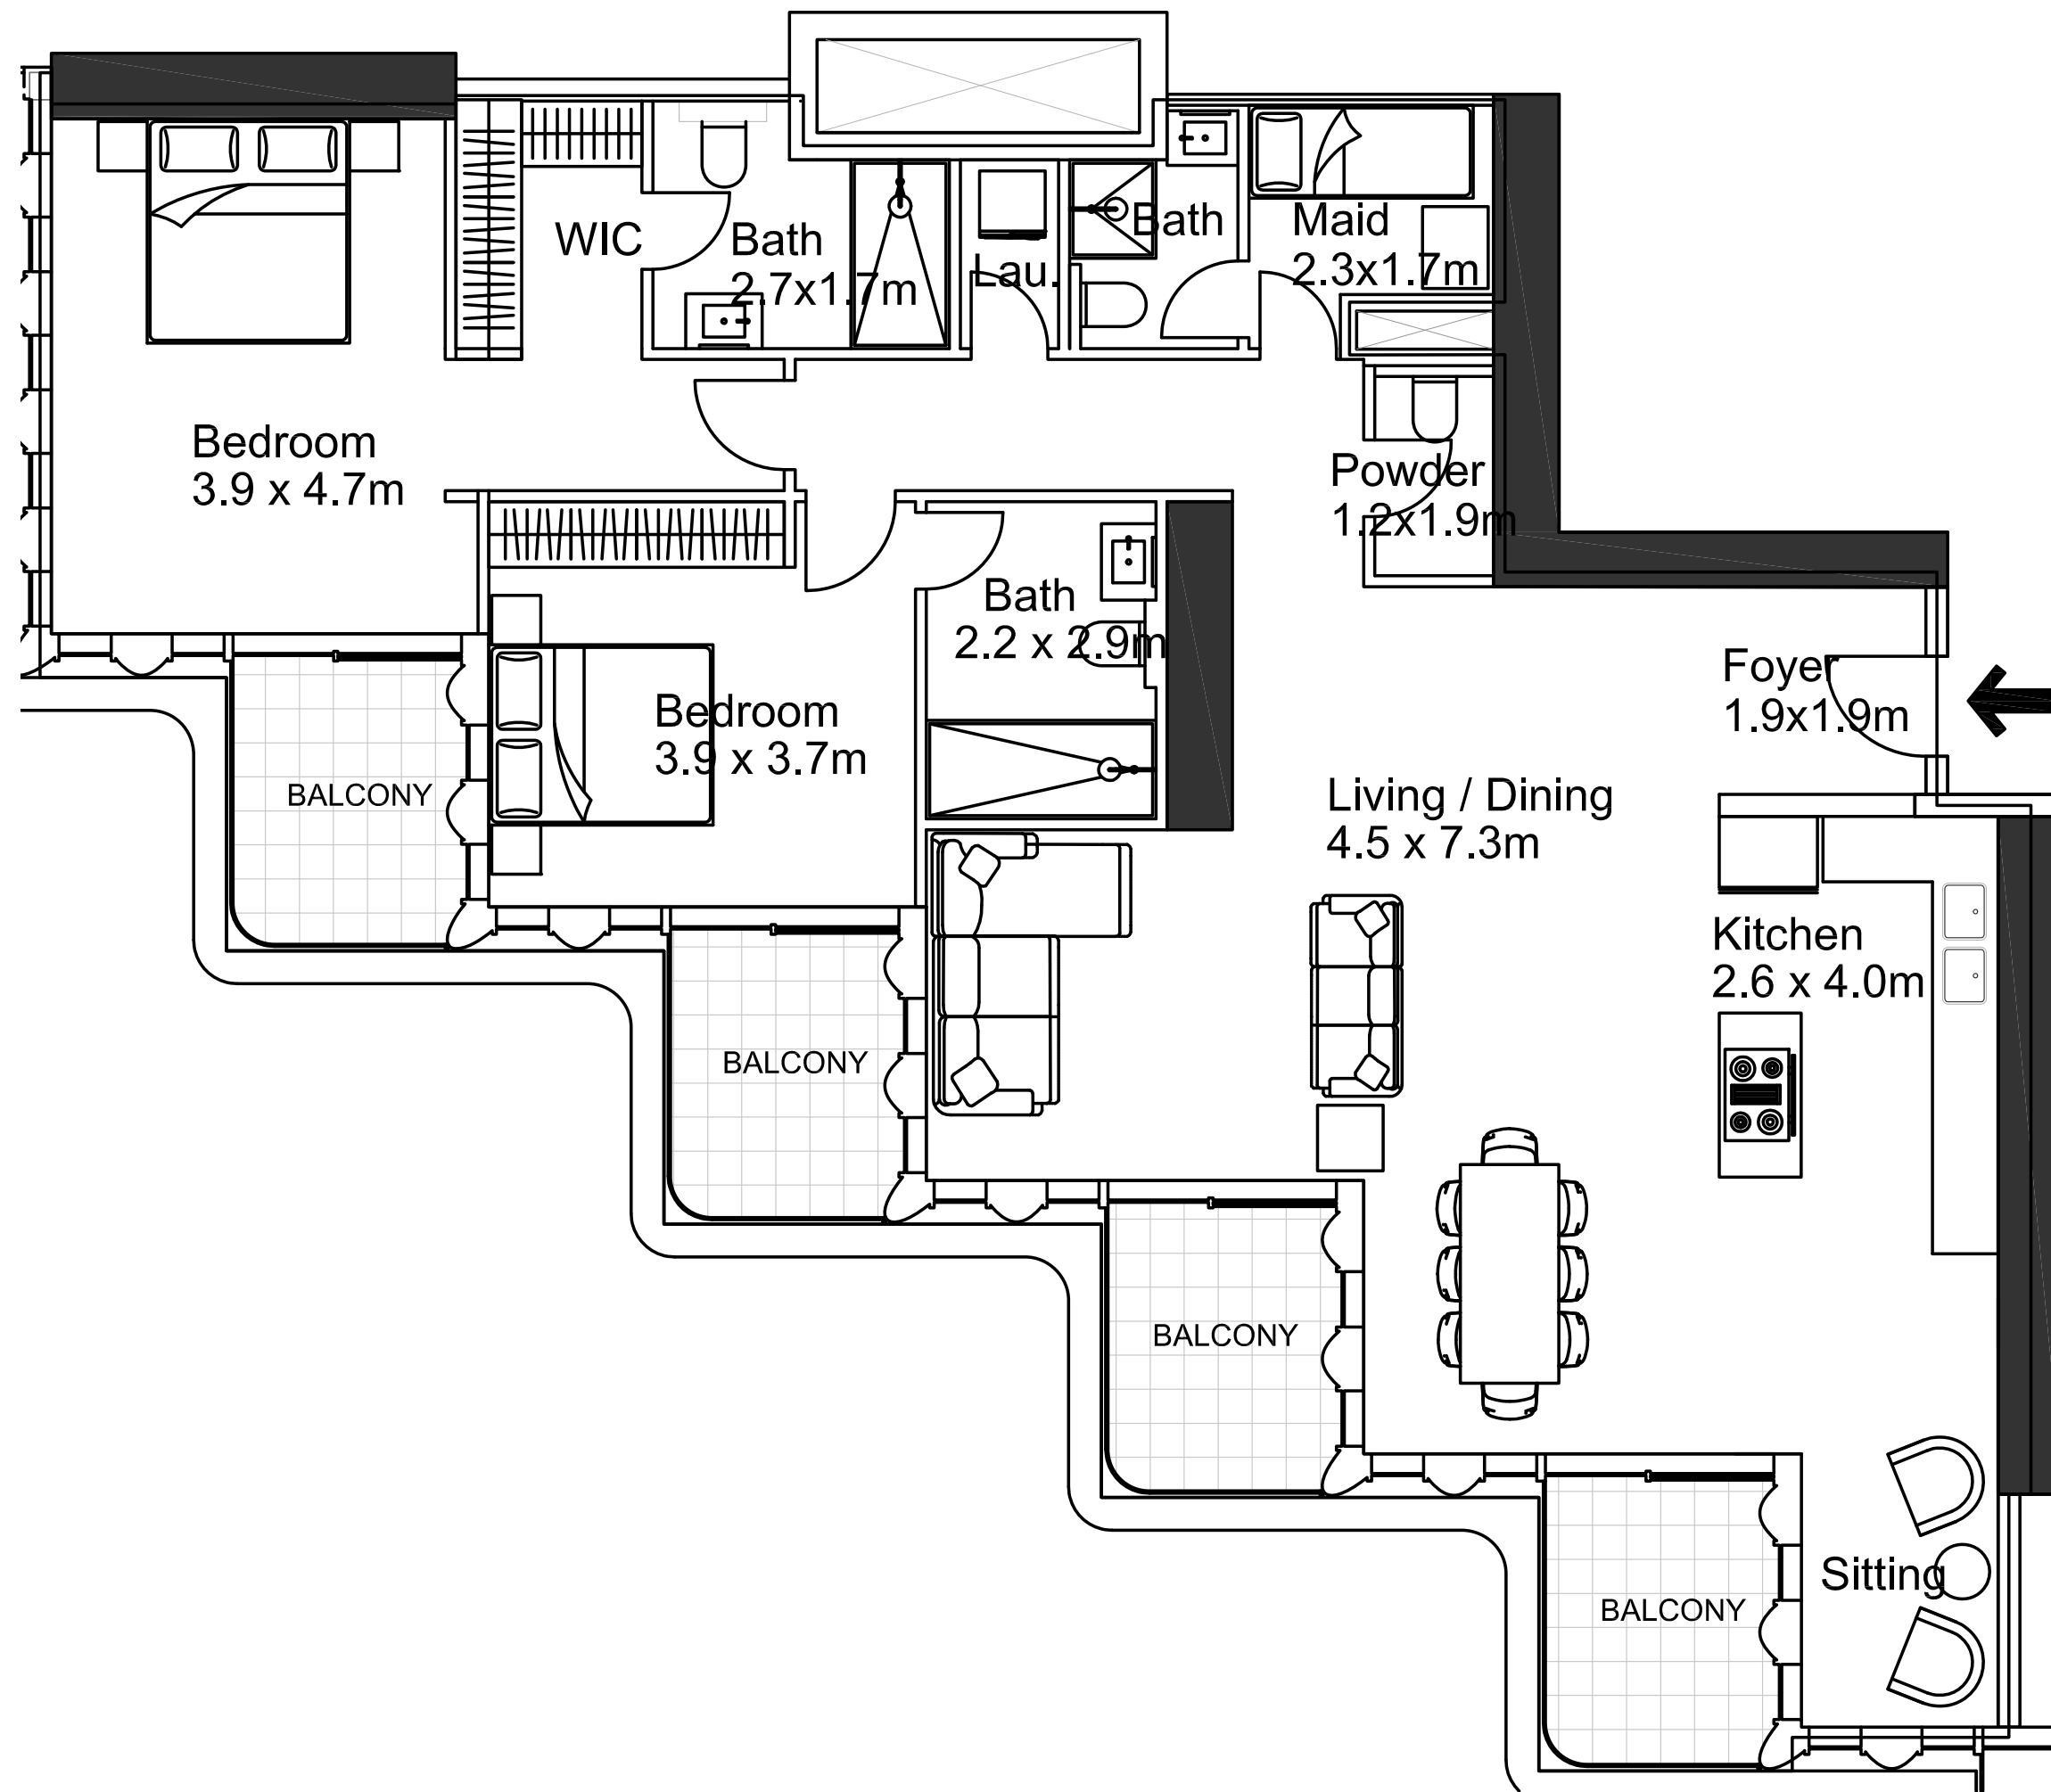 WIC
Bath
2.7x1.7m
Lau.
Bath
Maid
2.3x1.7m
Bedroom
3.9 x 4.7m
Powder
1.2x1.9m
Bath
2.2 x 2.9m
Foyer
1.9x1.9m
Bedroom
3.9 x 3.7m
BALCONY
Living / Dining
4.5 x 7.3m
Kitchen
2.6 x 4.0m
BALCONY
BALCONY
Sitting
BALCONY